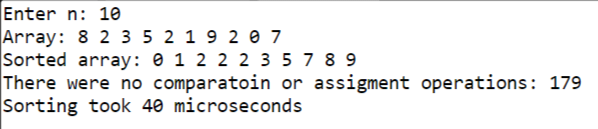 Enter n: 10
Array: 8 2 3 5 2 1 9 2 0 7
Sorted array: 0 1 2 2 2 3 5 7 8 9
There were no comparatoin or assigment operations: 179
Sorting took 40 microseconds